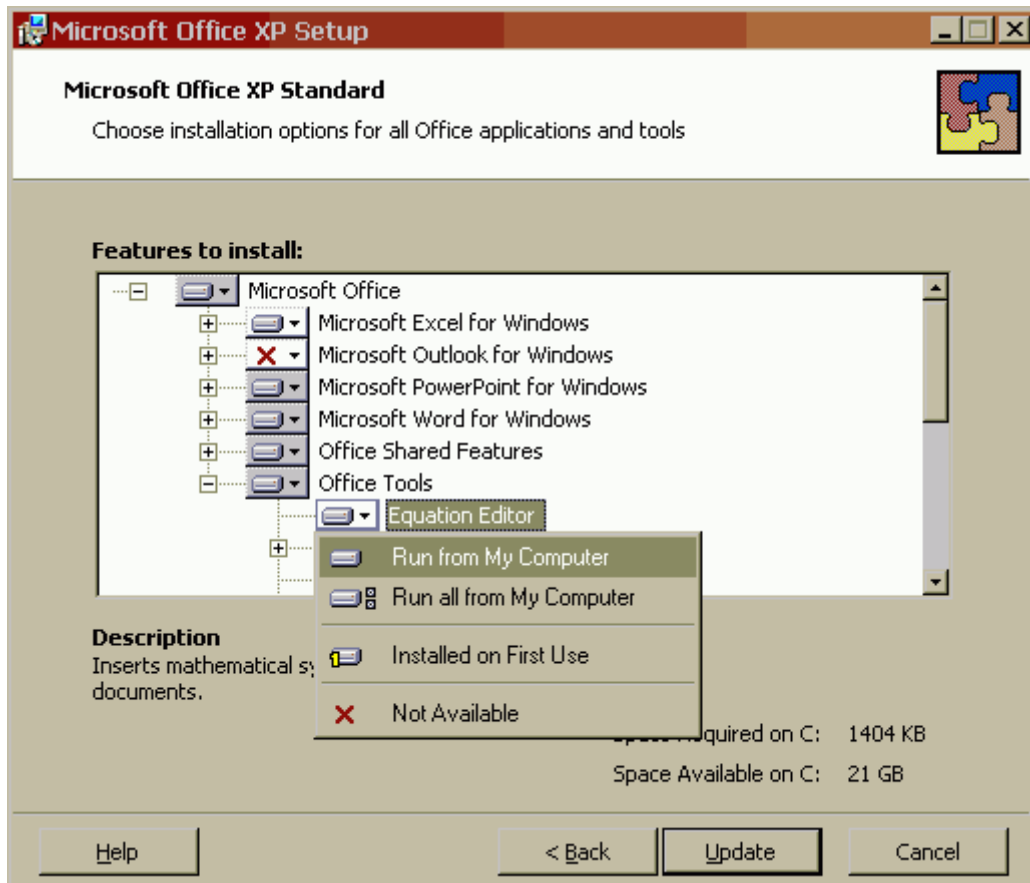 Microsoft Office XP Setup
Microsoft Office XP Standard
Choose installation options for all Office applications and tools
Features to install:
Microsoft Office
Microsoft Excel for Windows
Microsoft Outlook for Windows
Microsoft PowerPoint for Windows
Microsoft Word for Windows
Office Shared Features
Office Tools
Equation Editor
Run from My Computer
Run all from My Computer
Installed on First Use
Not Available
Description
Inserts mathematical
documents.
on C: 1404 KB
Space Available on C: 21 GB
Help
< Back
Update
Cancel